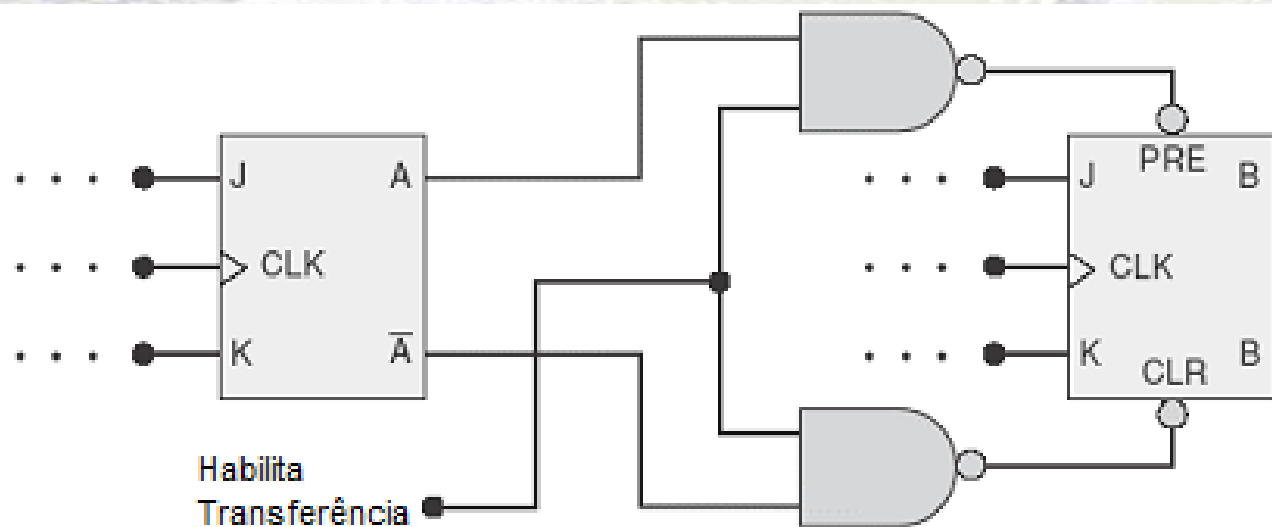 PRE
J A J B
CLK CLK
K A̅ K B
CLR
Habilita
Transferência